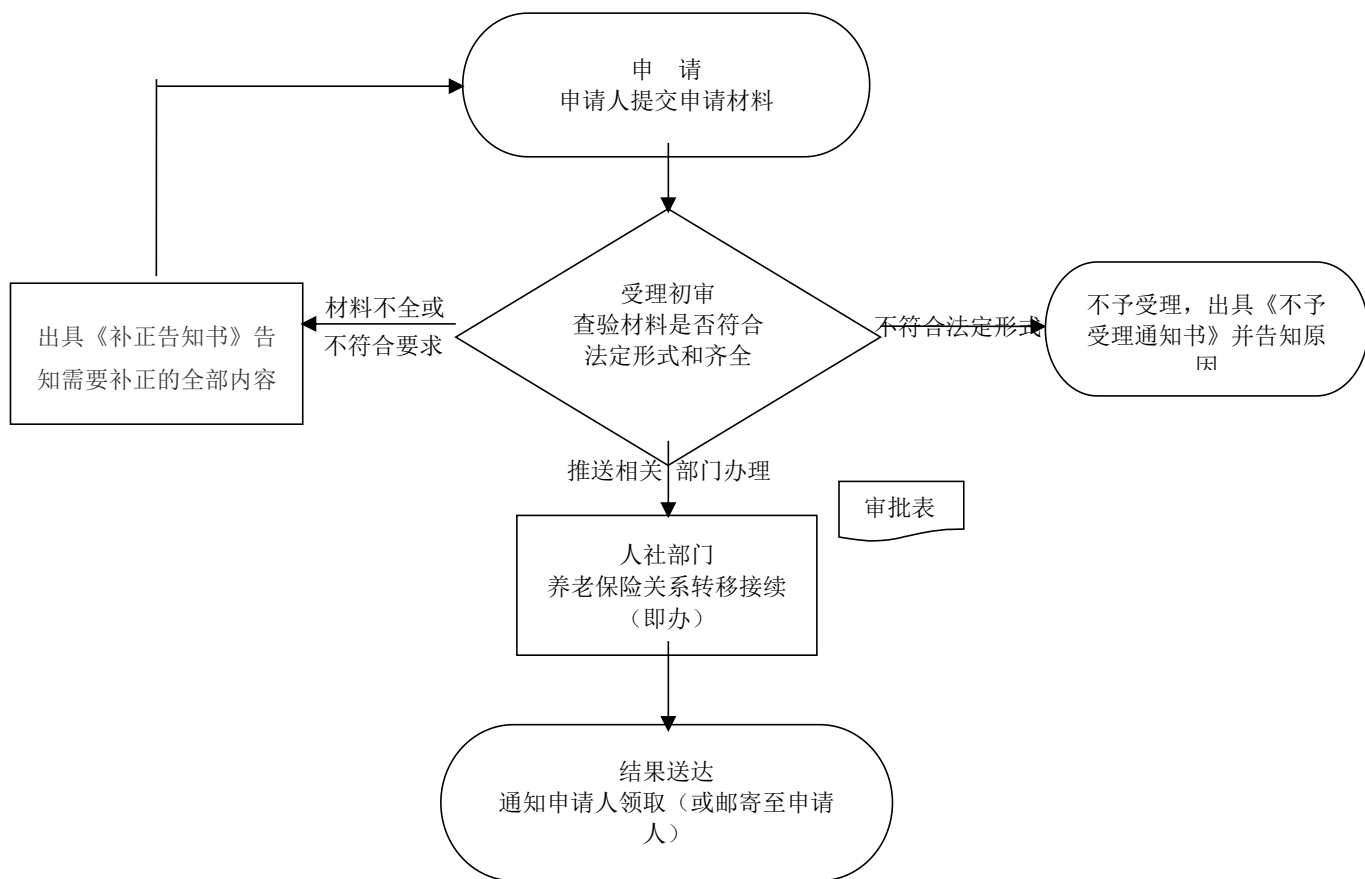 申 请
申请人提交申请材料
受理初审
查验材料是否符合
法定形式和齐全
材料不全或
不符合要求
出具《补正告知书》告
知需要补正的全部内容
不符合法定形式
不予受理，出具《不予
受理通知书》并告知原
因
推送相关 部门办理
审批表
人社部门
养老保险关系转移接续
（即办）
结果送达
通知申请人领取（或邮寄至申请
人）